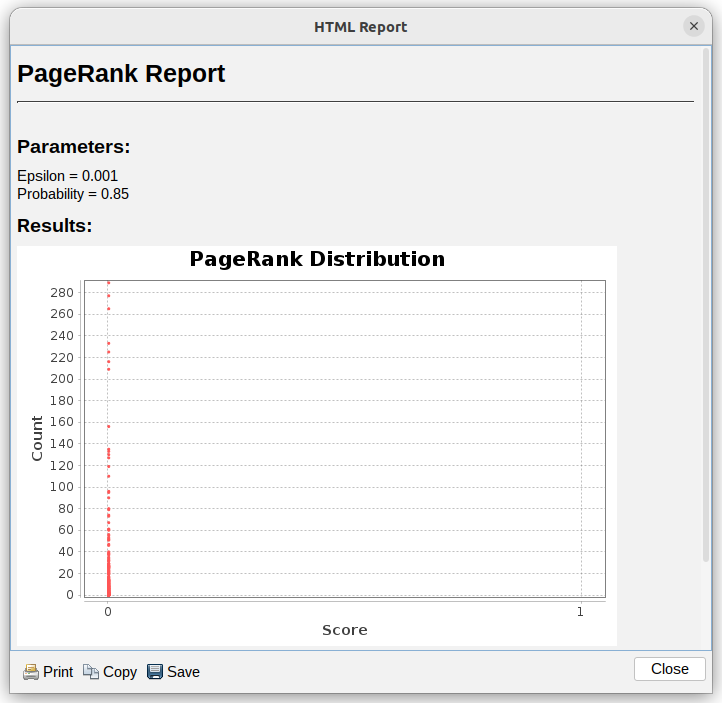 HTML Report
PageRank Report
Parameters:
Epsilon = 0.001
Probability = 0.85
Results:
PageRank Distribution
280
260
240
220
200
180
160
140
120
100
80
60
40
20
0
Count
0 1
Score
Print Copy Save Close